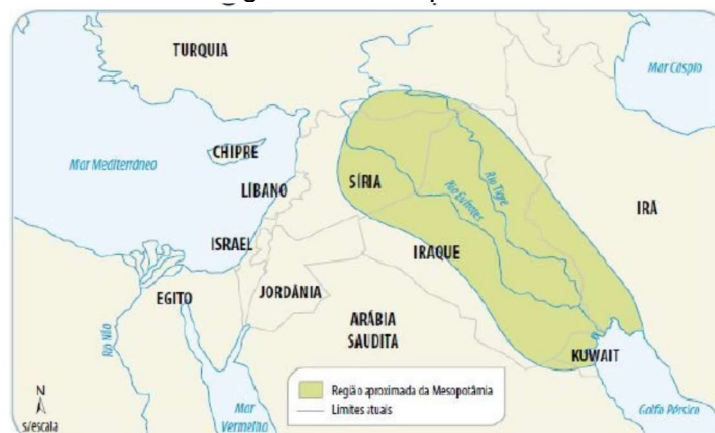 TURQUIA
Mar Cáspio
CHIPRE
Mar Mediterrâneo
LÍBANO
SÍRIA
Rio Tigre
Rio Eufrates
IRÃ
ISRAEL
IRAQUE
EGITO
JORDÂNIA
ARÁBIA
SAUDITA
Rio Nilo
KUWAIT
N
s/escala
Mar
Vermelho
Região aproximada da Mesopotâmia
Limites atuais
Golfo Pérsico